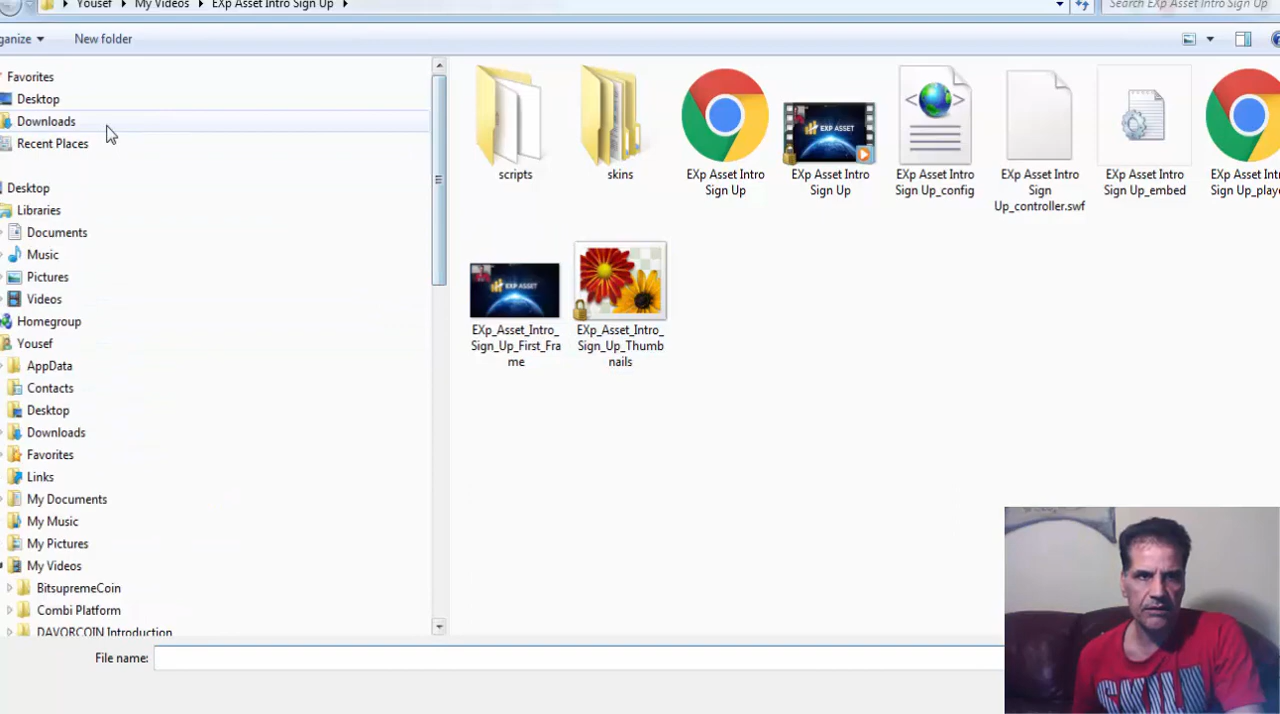 Yousef ▸ My Videos ▸ EXp Asset Intro Sign Up ▸
Search EXp Asset Intro Sign Up
ganize ▾ New folder
Favorites
Desktop
Downloads
Recent Places
Desktop
Libraries
Documents
Music
Pictures
Videos
Homegroup
Yousef
AppData
Contacts
Desktop
Downloads
Favorites
Links
My Documents
My Music
My Pictures
My Videos
BitsupremeCoin
Combi Platform
DAVORCOIN Introduction
scripts
skins
EXp Asset Intro
Sign Up
EXP ASSET
EXp Asset Intro
Sign Up
EXp Asset Intro
Sign Up_config
EXp Asset Intro
Sign
Up_controller.swf
EXp Asset Intro
Sign Up_embed
EXp Asset Intro
Sign Up_playe
EXP ASSET
EXp_Asset_Intro_
Sign_Up_First_Fra
me
EXp_Asset_Intro_
Sign_Up_Thumb
nails
File name: